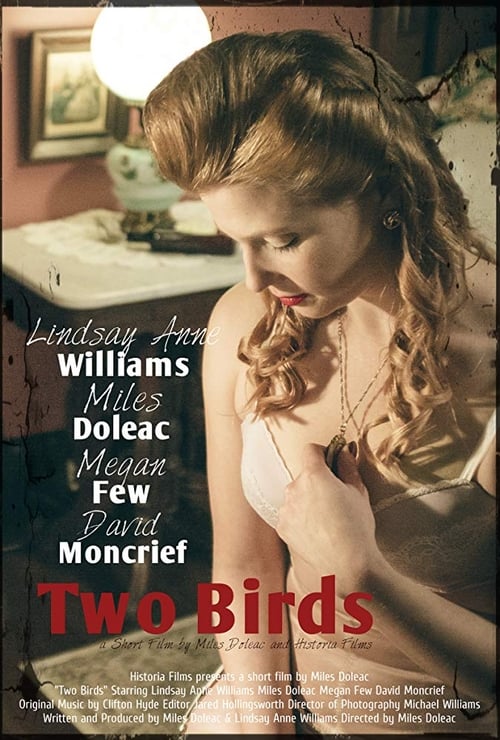 Lindsay Anne
Williams
Miles
Doleac
Megan
Few
David
Moncrief
Two Birds
a Short Film by Miles Doleac and Historia Films
Historia Films presents a short film by Miles Doleac
"Two Birds" Starring Lindsay Anne Williams Miles Doleac Megan Few David Moncrief
Original Music by Clifton Hyde Editor Jared Hollingsworth Director of Photography Michael Williams
Written and Produced by Miles Doleac & Lindsay Anne Williams Directed by Miles Doleac